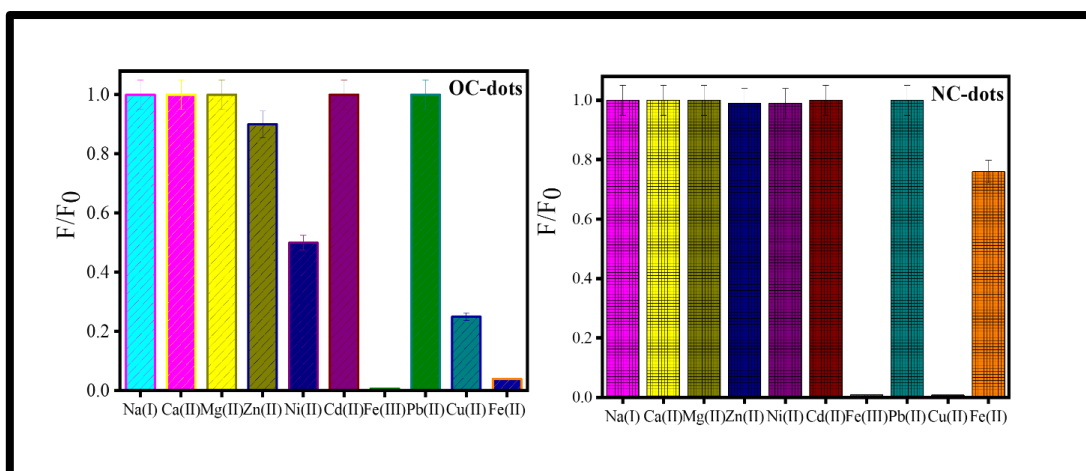 OC-dots
F/F0
1.0
0.8
0.6
0.4
0.2
0.0
Na(I) Ca(II) Mg(II) Zn(II) Ni(II) Cd(II) Fe(III) Pb(II) Cu(II) Fe(II)
NC-dots
F/F0
1.0
0.8
0.6
0.4
0.2
0.0
Na(I) Ca(II) Mg(II) Zn(II) Ni(II) Cd(II) Fe(III) Pb(II) Cu(II) Fe(II)